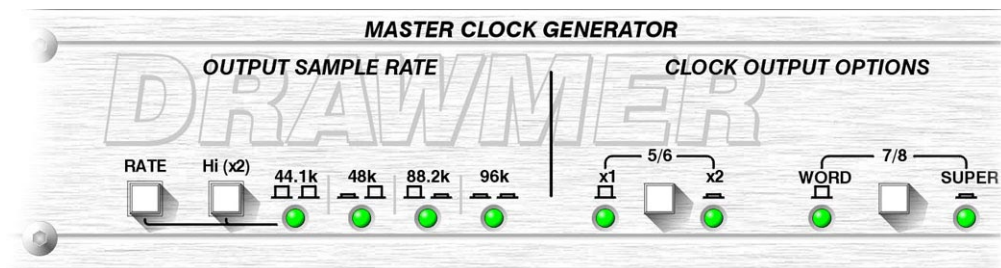 MASTER CLOCK GENERATOR
DRAWMER
OUTPUT SAMPLE RATE
CLOCK OUTPUT OPTIONS
RATE Hi (x2) 44.1k 48k 88.2k 96k
5/6
x1 x2
7/8
WORD SUPER